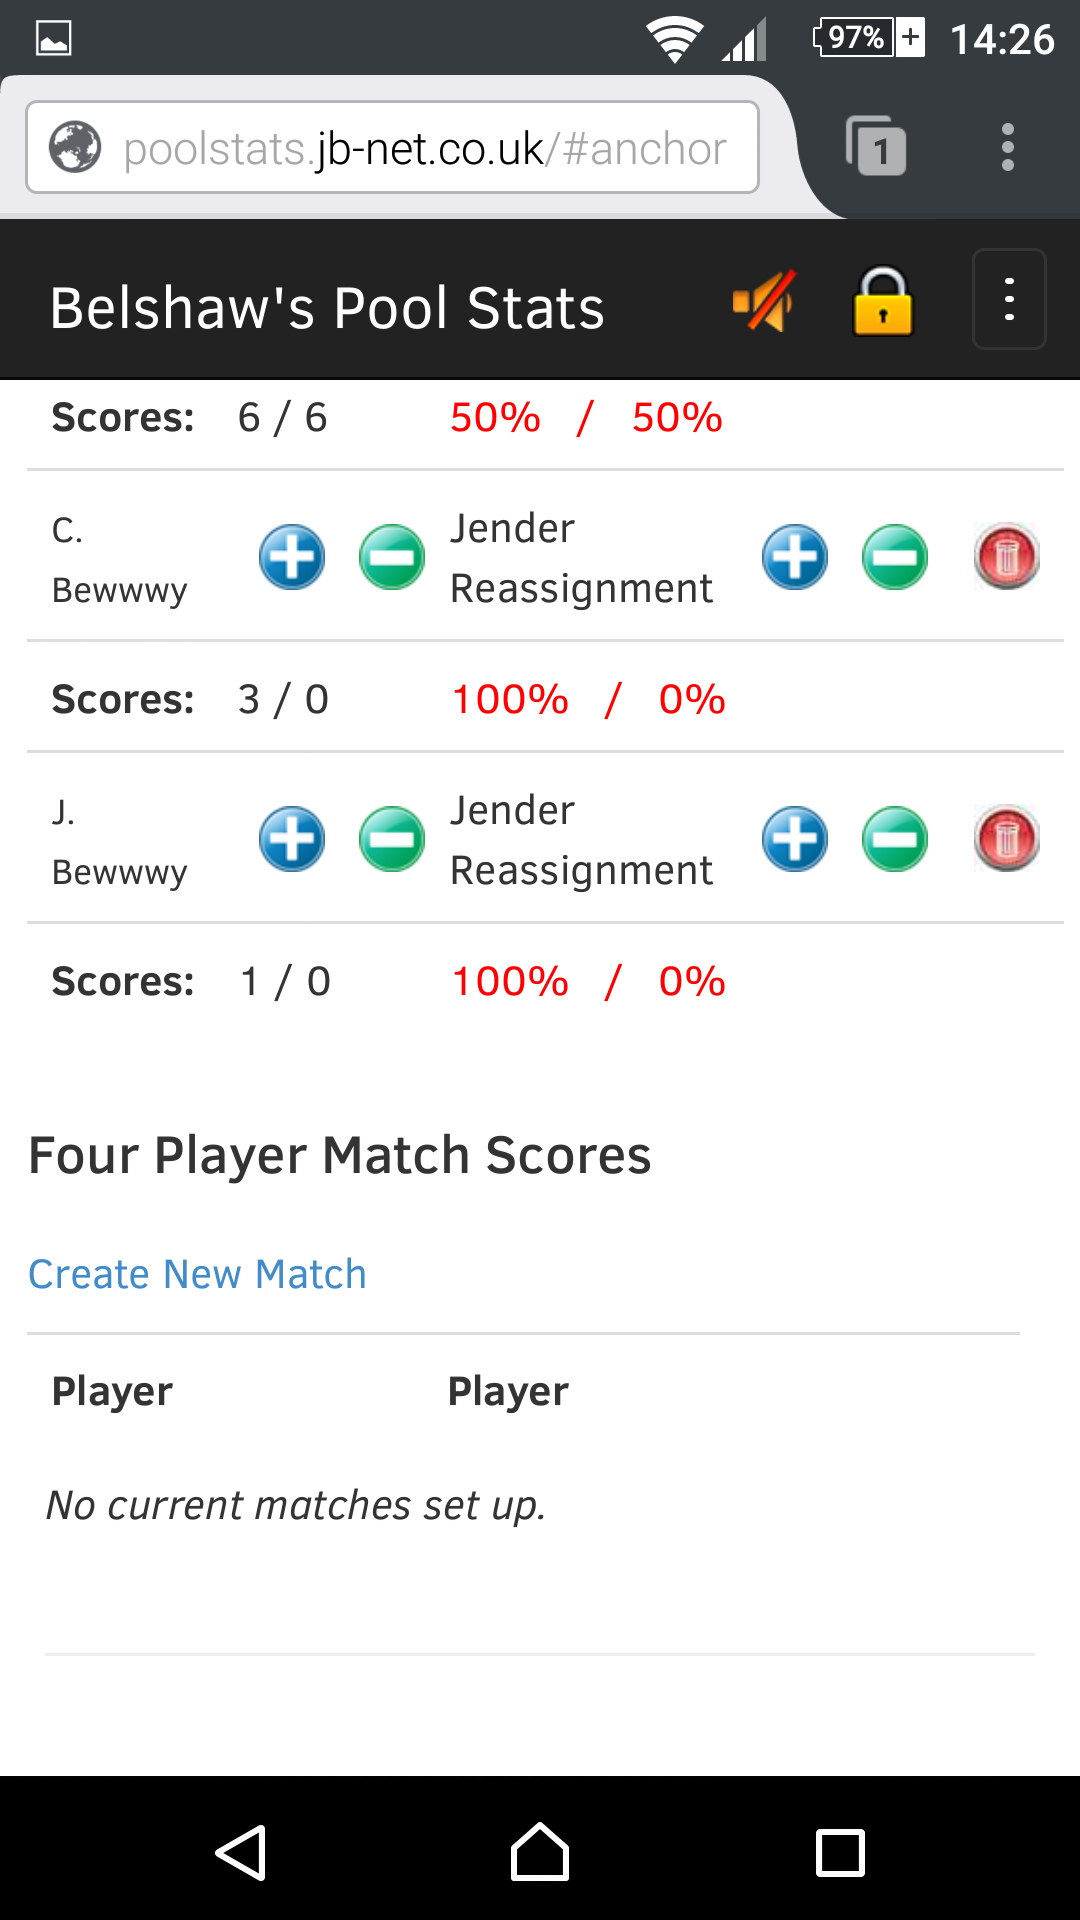 97% 14:26
poolstats.jb-net.co.uk/#anchor 1
Belshaw's Pool Stats
Scores: 6 / 6 50% / 50%
C. Bewwwy Jender Reassignment
Scores: 3 / 0 100% / 0%
J. Bewwwy Jender Reassignment
Scores: 1 / 0 100% / 0%
Four Player Match Scores
Create New Match
Player Player
No current matches set up.